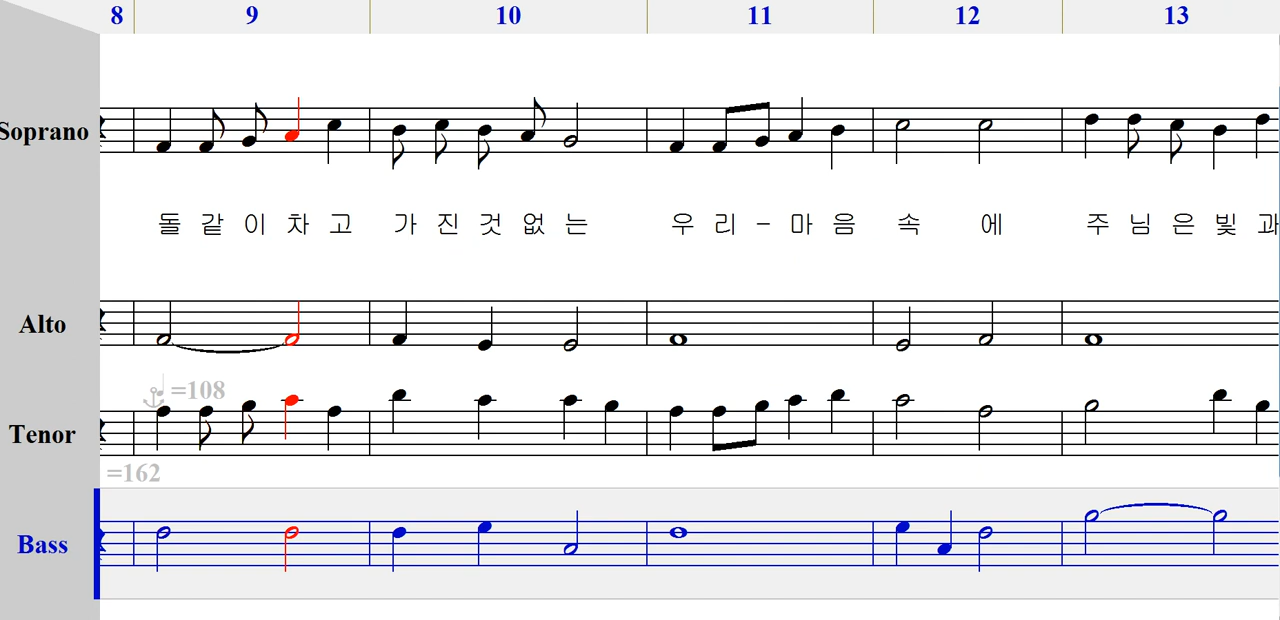 8 9 10 11 12 13
Soprano
돌 같 이 차 고 가 진 것 없 는 우 리 - 마 음 속 에 주 님 은 빛 과
Alto
=108
Tenor
=162
Bass